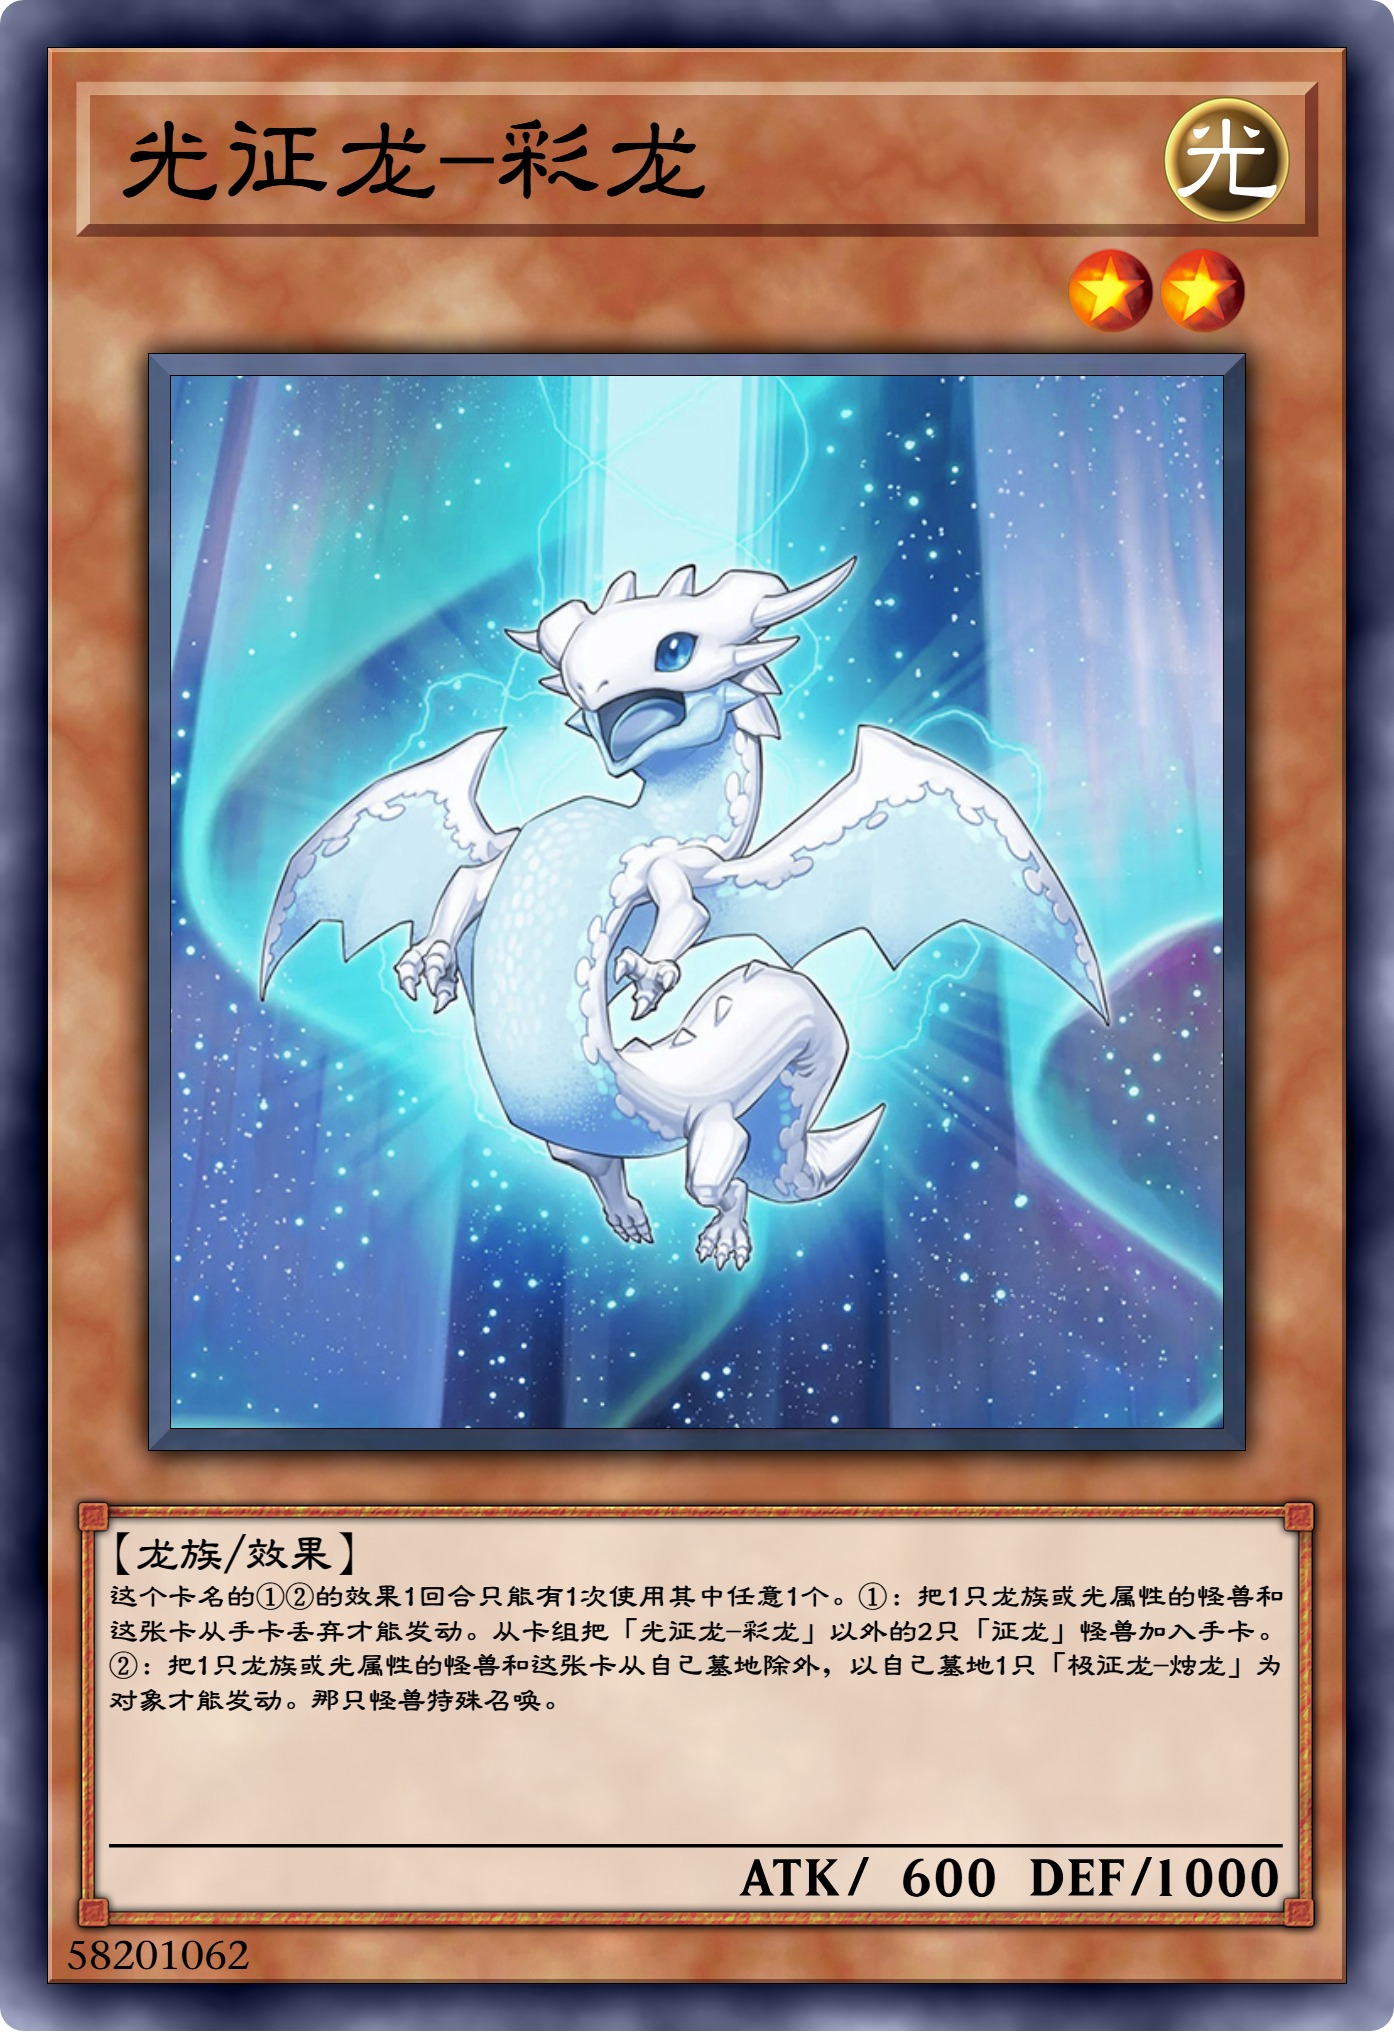 光征龙-彩龙
光
【龙族/效果】
这个卡名的①②的效果1回合只能有1次使用其中任意1个。①：把1只龙族或光属性的怪兽和
这张卡从手卡丢弃才能发动。从卡组把「光征龙-彩龙」以外的2只「征龙」怪兽加入手卡。
②：把1只龙族或光属性的怪兽和这张卡从自己墓地除外，以自己墓地1只「极征龙-烛龙」为
对象才能发动。那只怪兽特殊召唤。
ATK/ 600 DEF/1000
58201062